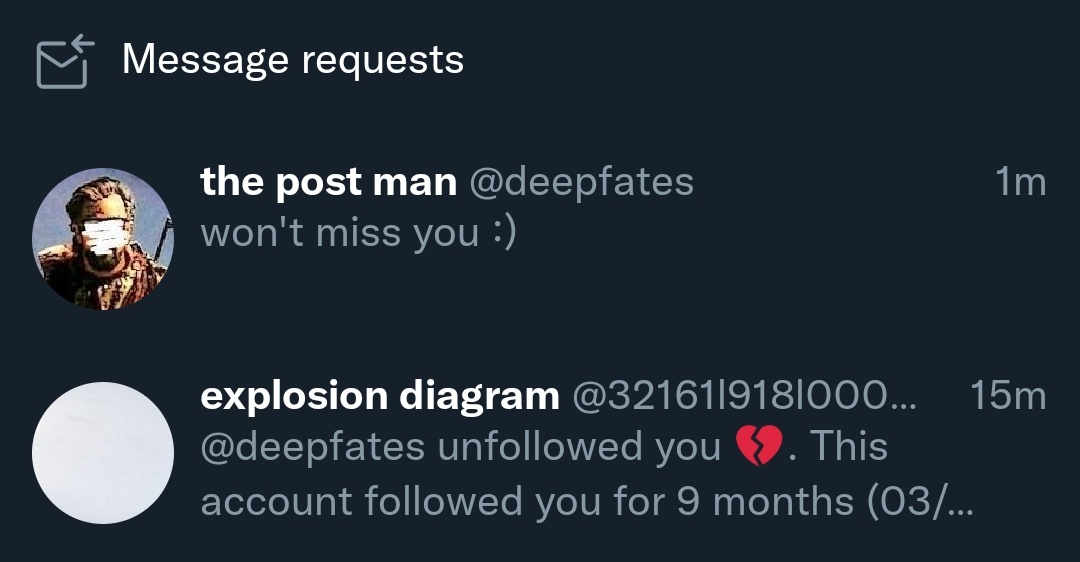 Message requests
the post man @deepfates 1m
won't miss you :)
explosion diagram @32161l918l000... 15m
@deepfates unfollowed you 💔. This
account followed you for 9 months (03/...